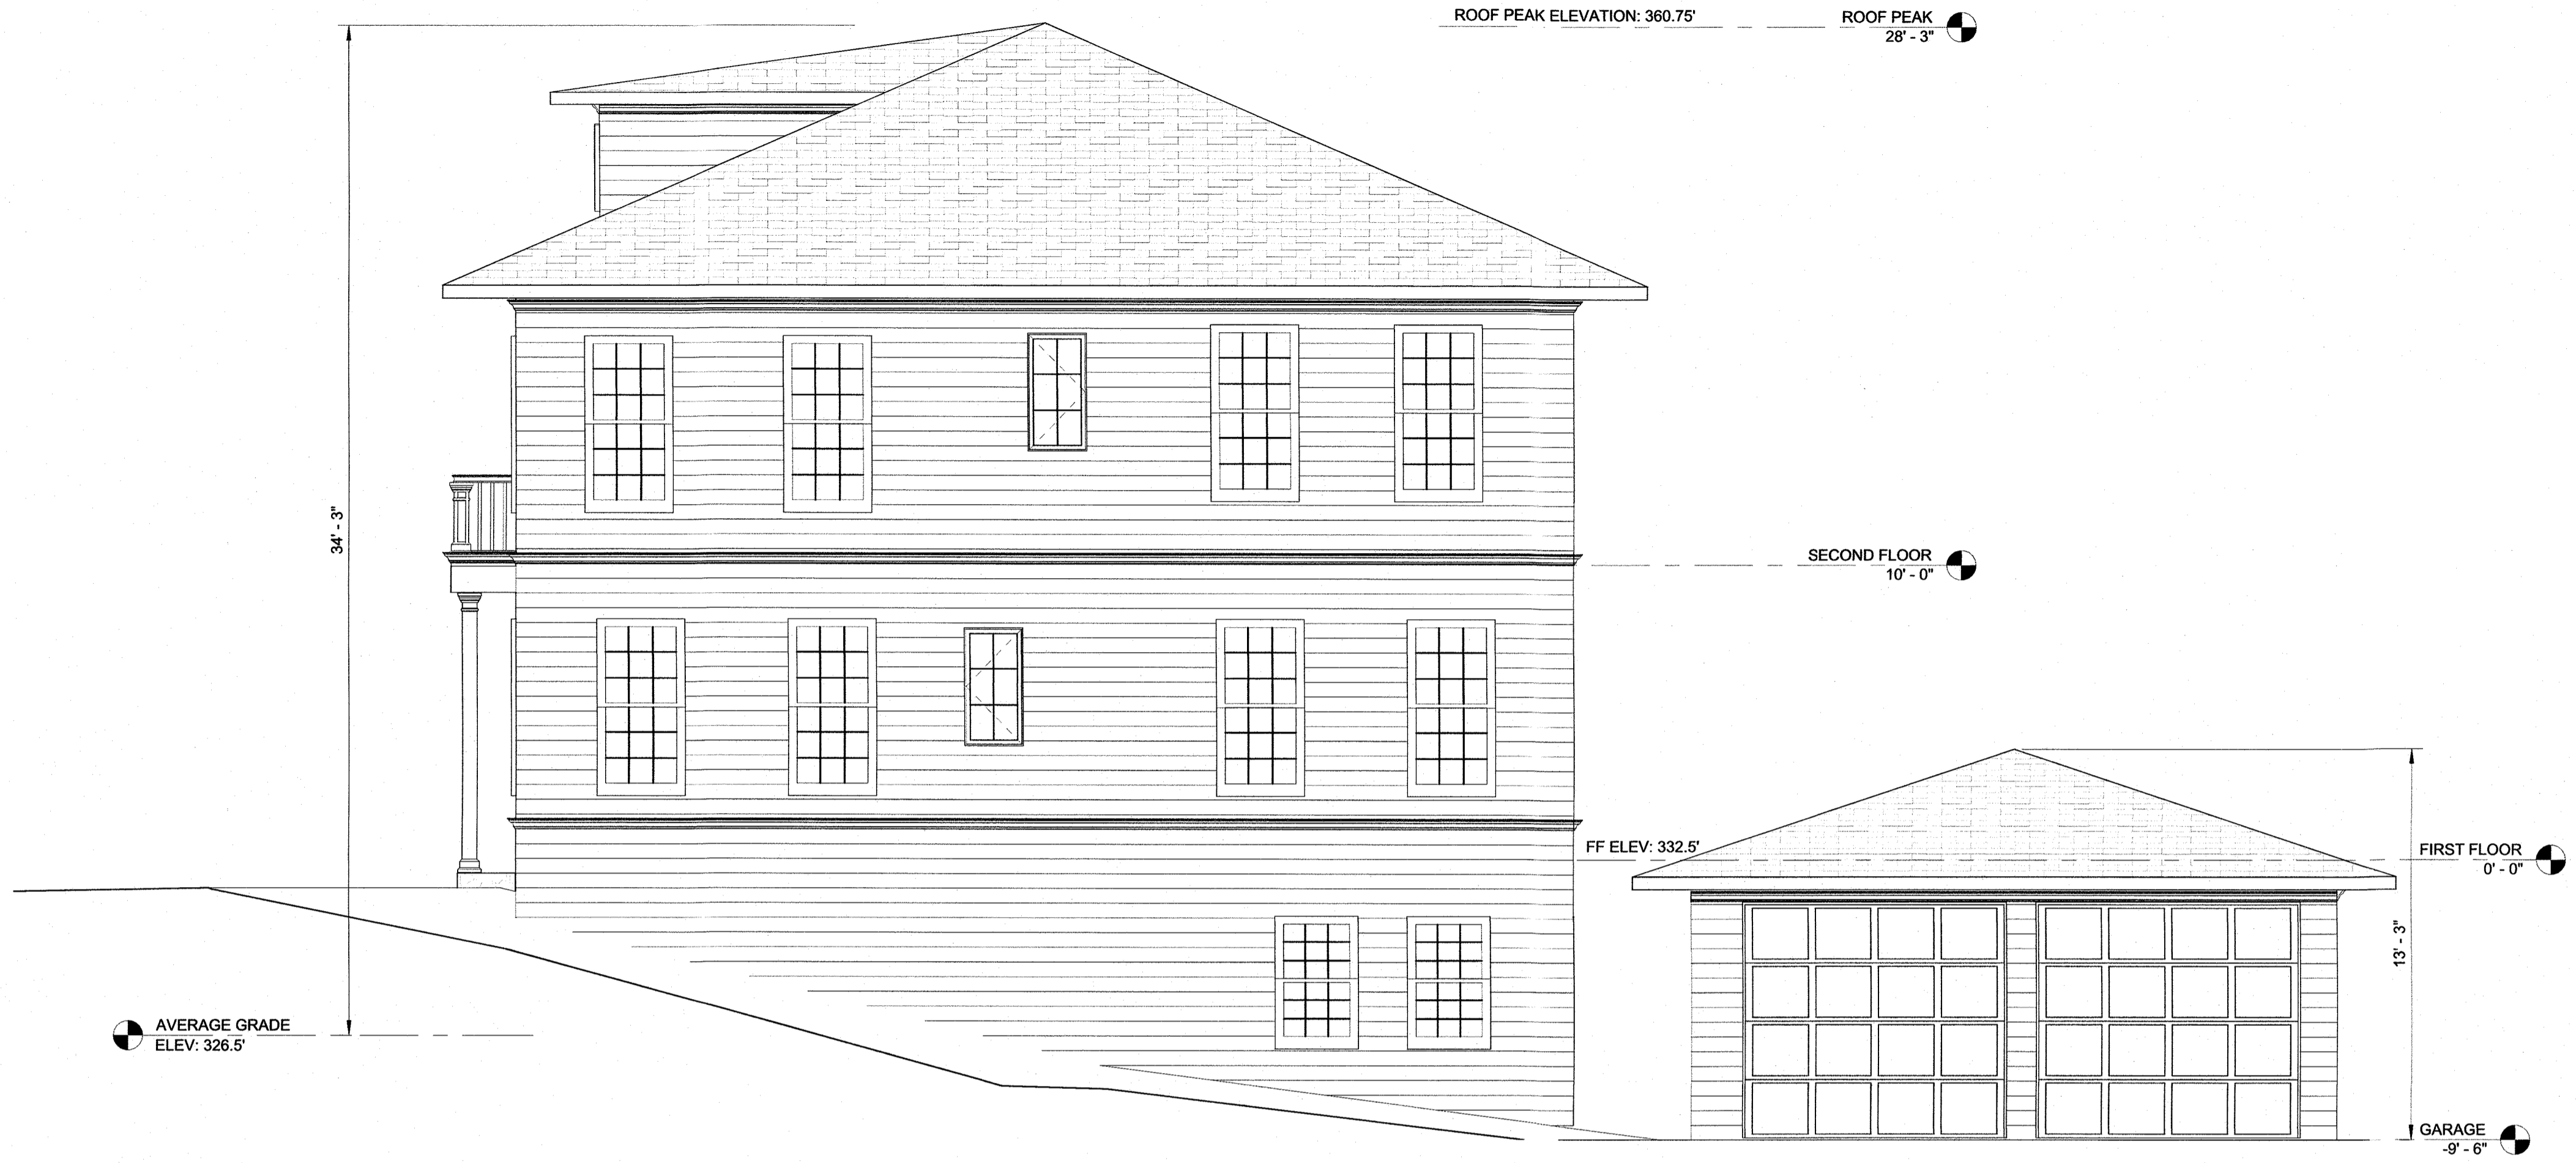 ROOF PEAK ELEVATION: 360.75'
ROOF PEAK
28' - 3"
34' - 3"
SECOND FLOOR
10' - 0"
FF ELEV: 332.5'
FIRST FLOOR
0' - 0"
13' - 3"
AVERAGE GRADE
ELEV: 326.5'
GARAGE
-9' - 6"